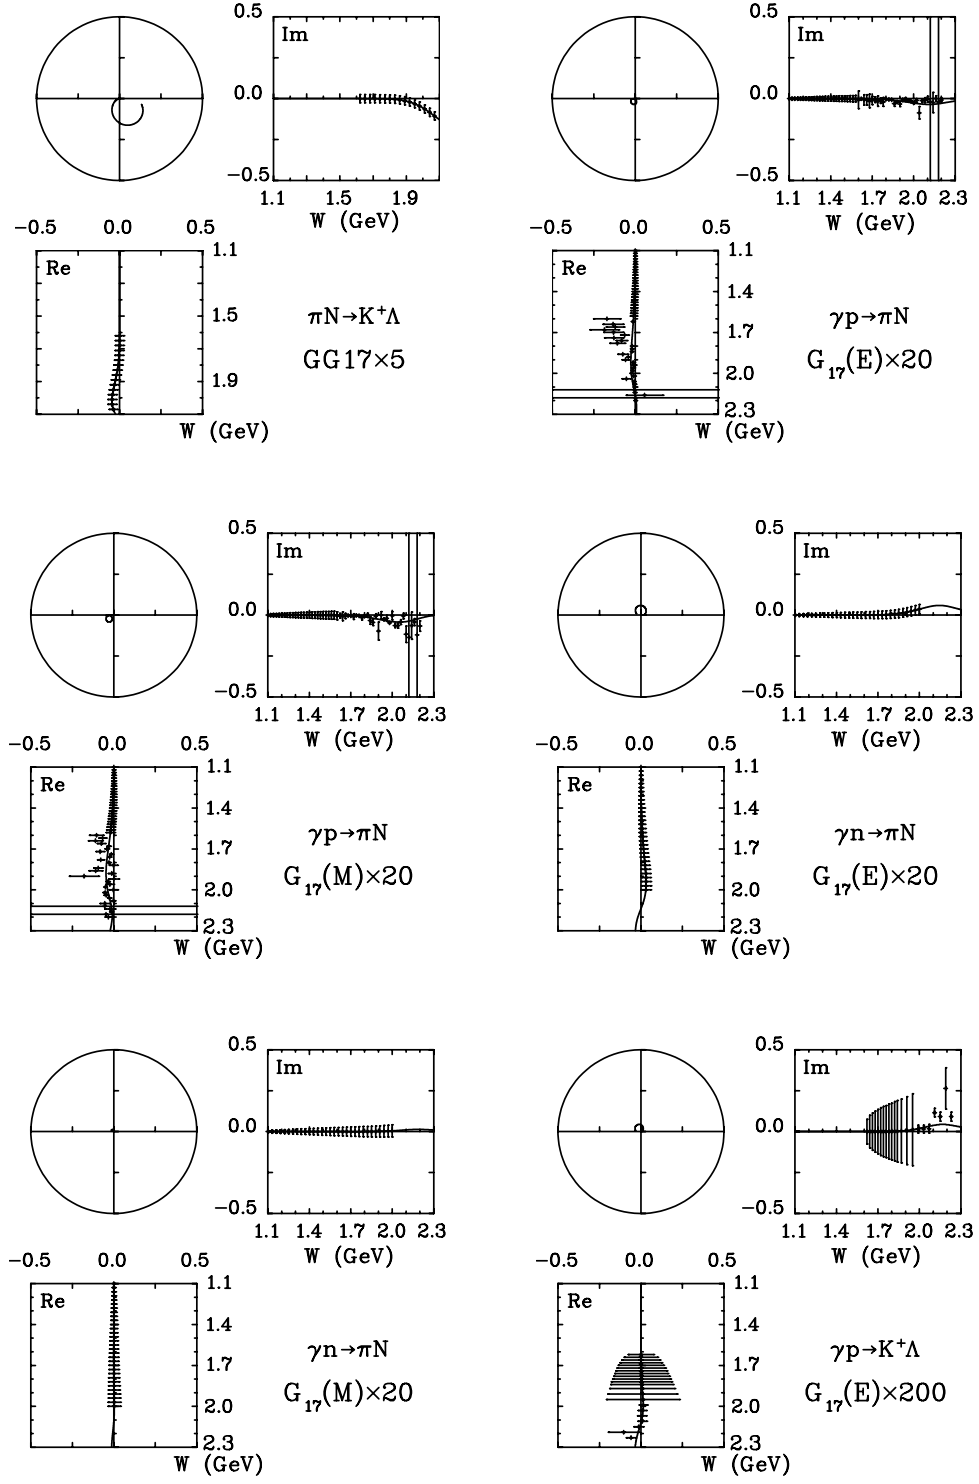 0.5
Im
0.0
−0.5
1.1 1.5 1.9
W (GeV)
−0.5 0.0 0.5
Re
1.1
1.5
1.9
W (GeV)
πN→K⁺Λ
GG17×5
0.5
Im
0.0
−0.5
1.1 1.4 1.7 2.0 2.3
W (GeV)
−0.5 0.0 0.5
Re
1.1
1.4
1.7
2.0
2.3
W (GeV)
γp→πN
G₁₇(E)×20
0.5
Im
0.0
−0.5
1.1 1.4 1.7 2.0 2.3
W (GeV)
−0.5 0.0 0.5
Re
1.1
1.4
1.7
2.0
2.3
W (GeV)
γp→πN
G₁₇(M)×20
0.5
Im
0.0
−0.5
1.1 1.4 1.7 2.0 2.3
W (GeV)
−0.5 0.0 0.5
Re
1.1
1.4
1.7
2.0
2.3
W (GeV)
γn→πN
G₁₇(E)×20
0.5
Im
0.0
−0.5
1.1 1.4 1.7 2.0 2.3
W (GeV)
−0.5 0.0 0.5
Re
1.1
1.4
1.7
2.0
2.3
W (GeV)
γn→πN
G₁₇(M)×20
0.5
Im
0.0
−0.5
1.1 1.4 1.7 2.0 2.3
W (GeV)
−0.5 0.0 0.5
Re
1.1
1.4
1.7
2.0
2.3
W (GeV)
γp→K⁺Λ
G₁₇(E)×200